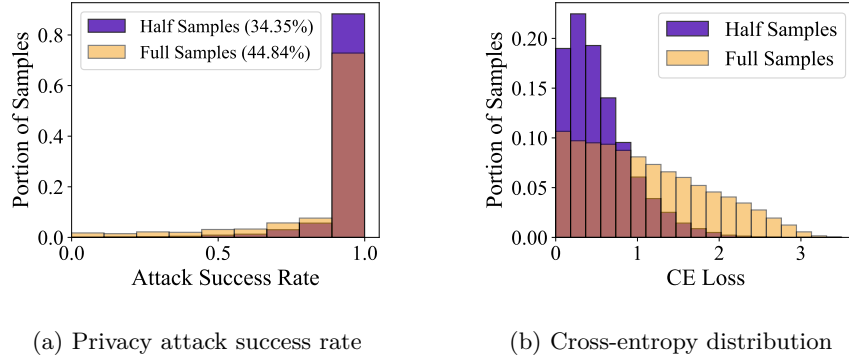 Half Samples (34.35%)
Full Samples (44.84%)
Portion of Samples
0.8
0.6
0.4
0.2
0.0
0.0
0.5
1.0
Attack Success Rate
(a) Privacy attack success rate
Half Samples
Full Samples
Portion of Samples
0.20
0.15
0.10
0.05
0.00
0
1
2
3
CE Loss
(b) Cross-entropy distribution